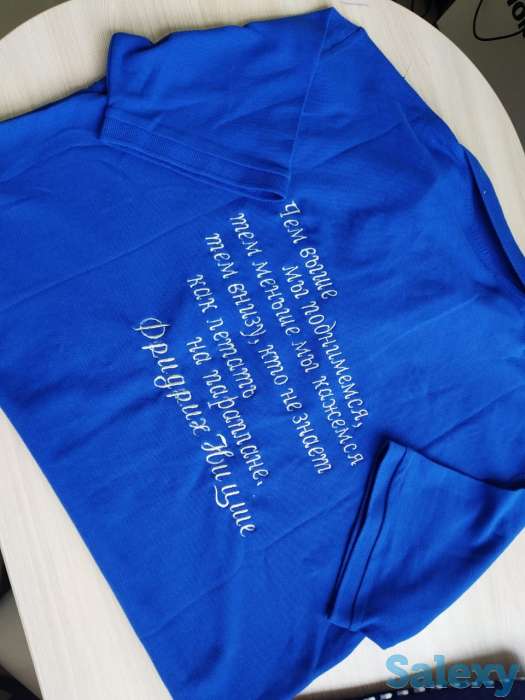 Чем выше
мы поднимемся,
тем меньше мы кажемся
тем внизу, кто не знает
как летать
на параплане.
Фридрих Ницше
Salexy